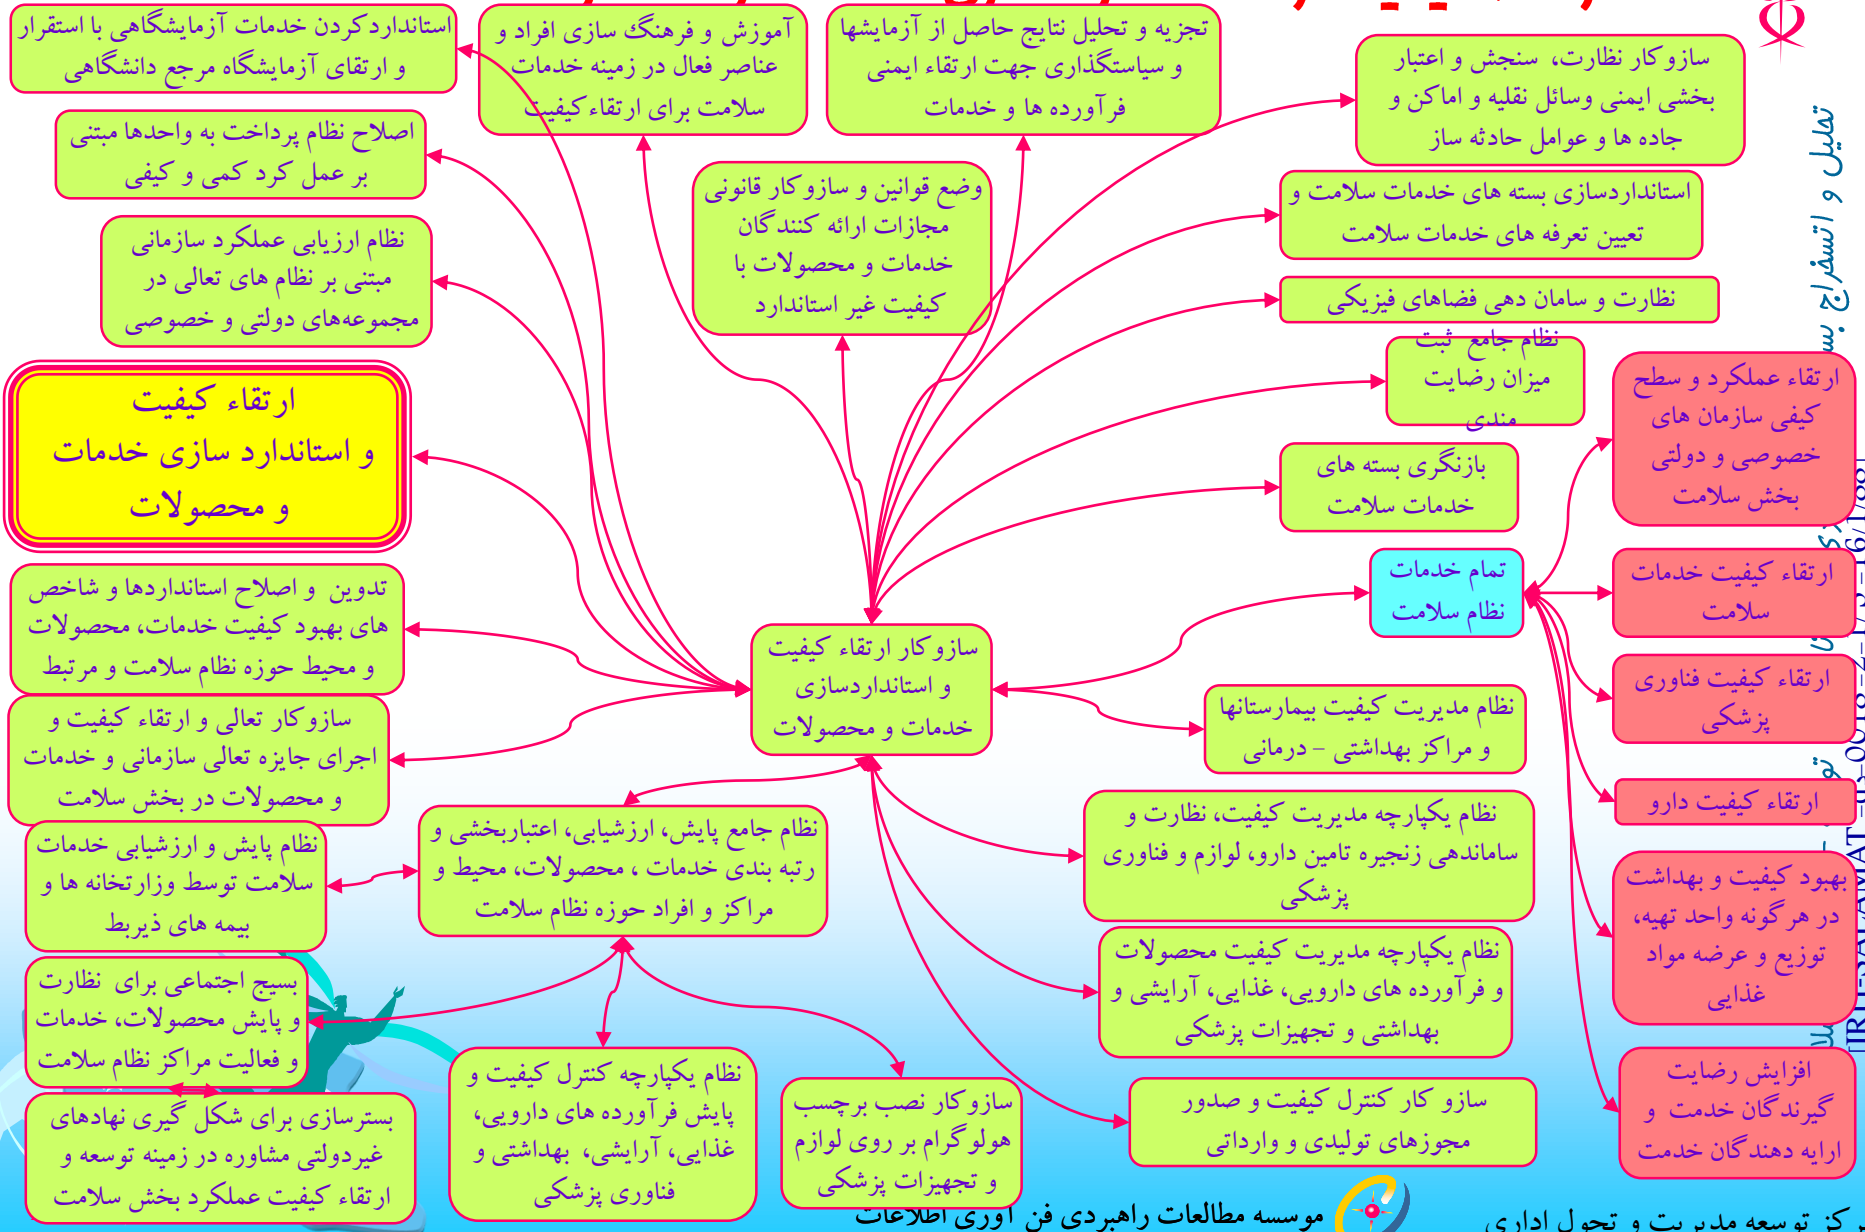 استانداردکردن خدمات آزمایشگاهی با استقرار
و ارتقای آزمایشگاه مرجع دانشگاهی
آموزش و فرهنگ سازی افراد و
عناصر فعال در زمینه خدمات
سلامت برای ارتقاءکیفیت
تجزیه و تحلیل نتایج حاصل از آزمایشها
و سیاستگذاری جهت ارتقاء ایمنی
فرآورده ها و خدمات
سازوکار نظارت، سنجش و اعتبار
بخشی ایمنی وسائل نقلیه و اماکن و
جاده ها و عوامل حادثه ساز
اصلاح نظام پرداخت به واحدها مبتنی
بر عمل کرد کمی و کیفی
وضع قوانین و سازوکار قانونی
مجازات ارائه کنندگان
خدمات و محصولات با
کیفیت غیر استاندارد
استانداردسازی بسته های خدمات سلامت و
تعیین تعرفه های خدمات سلامت
نظام ارزیابی عملکرد سازمانی
مبتنی بر نظام های تعالی در
مجموعه‌های دولتی و خصوصی
نظارت و سامان دهی فضاهای فیزیکی
نظام جامع ثبت
میزان رضایت
مندی
ارتقاء کیفیت
و استاندارد سازی خدمات
و محصولات
بازنگری بسته های
خدمات سلامت
ارتقاء عملکرد و سطح
کیفی سازمان های
خصوصی و دولتی
بخش سلامت
تمام خدمات
نظام سلامت
ارتقاء کیفیت خدمات
سلامت
تدوین و اصلاح استانداردها و شاخص
های بهبود کیفیت خدمات، محصولات
و محیط حوزه نظام سلامت و مرتبط
سازوکار ارتقاء کیفیت
و استانداردسازی
خدمات و محصولات
ارتقاء کیفیت فناوری
پزشکی
نظام مدیریت کیفیت بیمارستانها
و مراکز بهداشتی – درمانی
سازوکار تعالی و ارتقاء کیفیت و
اجرای جایزه تعالی سازمانی و خدمات
و محصولات در بخش سلامت
ارتقاء کیفیت دارو
نظام یکپارچه مدیریت کیفیت، نظارت و
ساماندهی زنجیره تامین دارو، لوازم و فناوری
پزشکی
نظام جامع پایش، ارزشیابی، اعتباربخشی و
رتبه بندی خدمات ، محصولات، محیط و
مراکز و افراد حوزه نظام سلامت
نظام پایش و ارزشیابی خدمات
سلامت توسط وزارتخانه ها و
بیمه های ذیربط
بهبود کیفیت و بهداشت
در هرگونه واحد تهیه،
توزیع و عرضه مواد
غذایی
نظام یکپارچه مدیریت کیفیت محصولات
و فرآورده های دارویی، غذایی، آرایشی و
بهداشتی و تجهیزات پزشکی
بسیج اجتماعی برای نظارت
و پایش محصولات، خدمات
و فعالیت مراکز نظام سلامت
نظام یکپارچه کنترل کیفیت و
پایش فرآورده های دارویی،
غذایی، آرایشی، بهداشتی و
فناوری پزشکی
سازوکار نصب برچسب
هولوگرام بر روی لوازم
و تجهیزات پزشکی
سازو کار کنترل کیفیت و صدور
مجوزهای تولیدی و وارداتی
افزایش رضایت
گیرندگان خدمت و
ارایه دهندگان خدمت
بسترسازی برای شکل گیری نهادهای
غیردولتی مشاوره در زمینه توسعه و
ارتقاء کیفیت عملکرد بخش سلامت
موسسه مطالعات راهبردی فن آوری اطلاعات
توسعه مدیریت و تحول اداری
تحلیل و اتسفراج